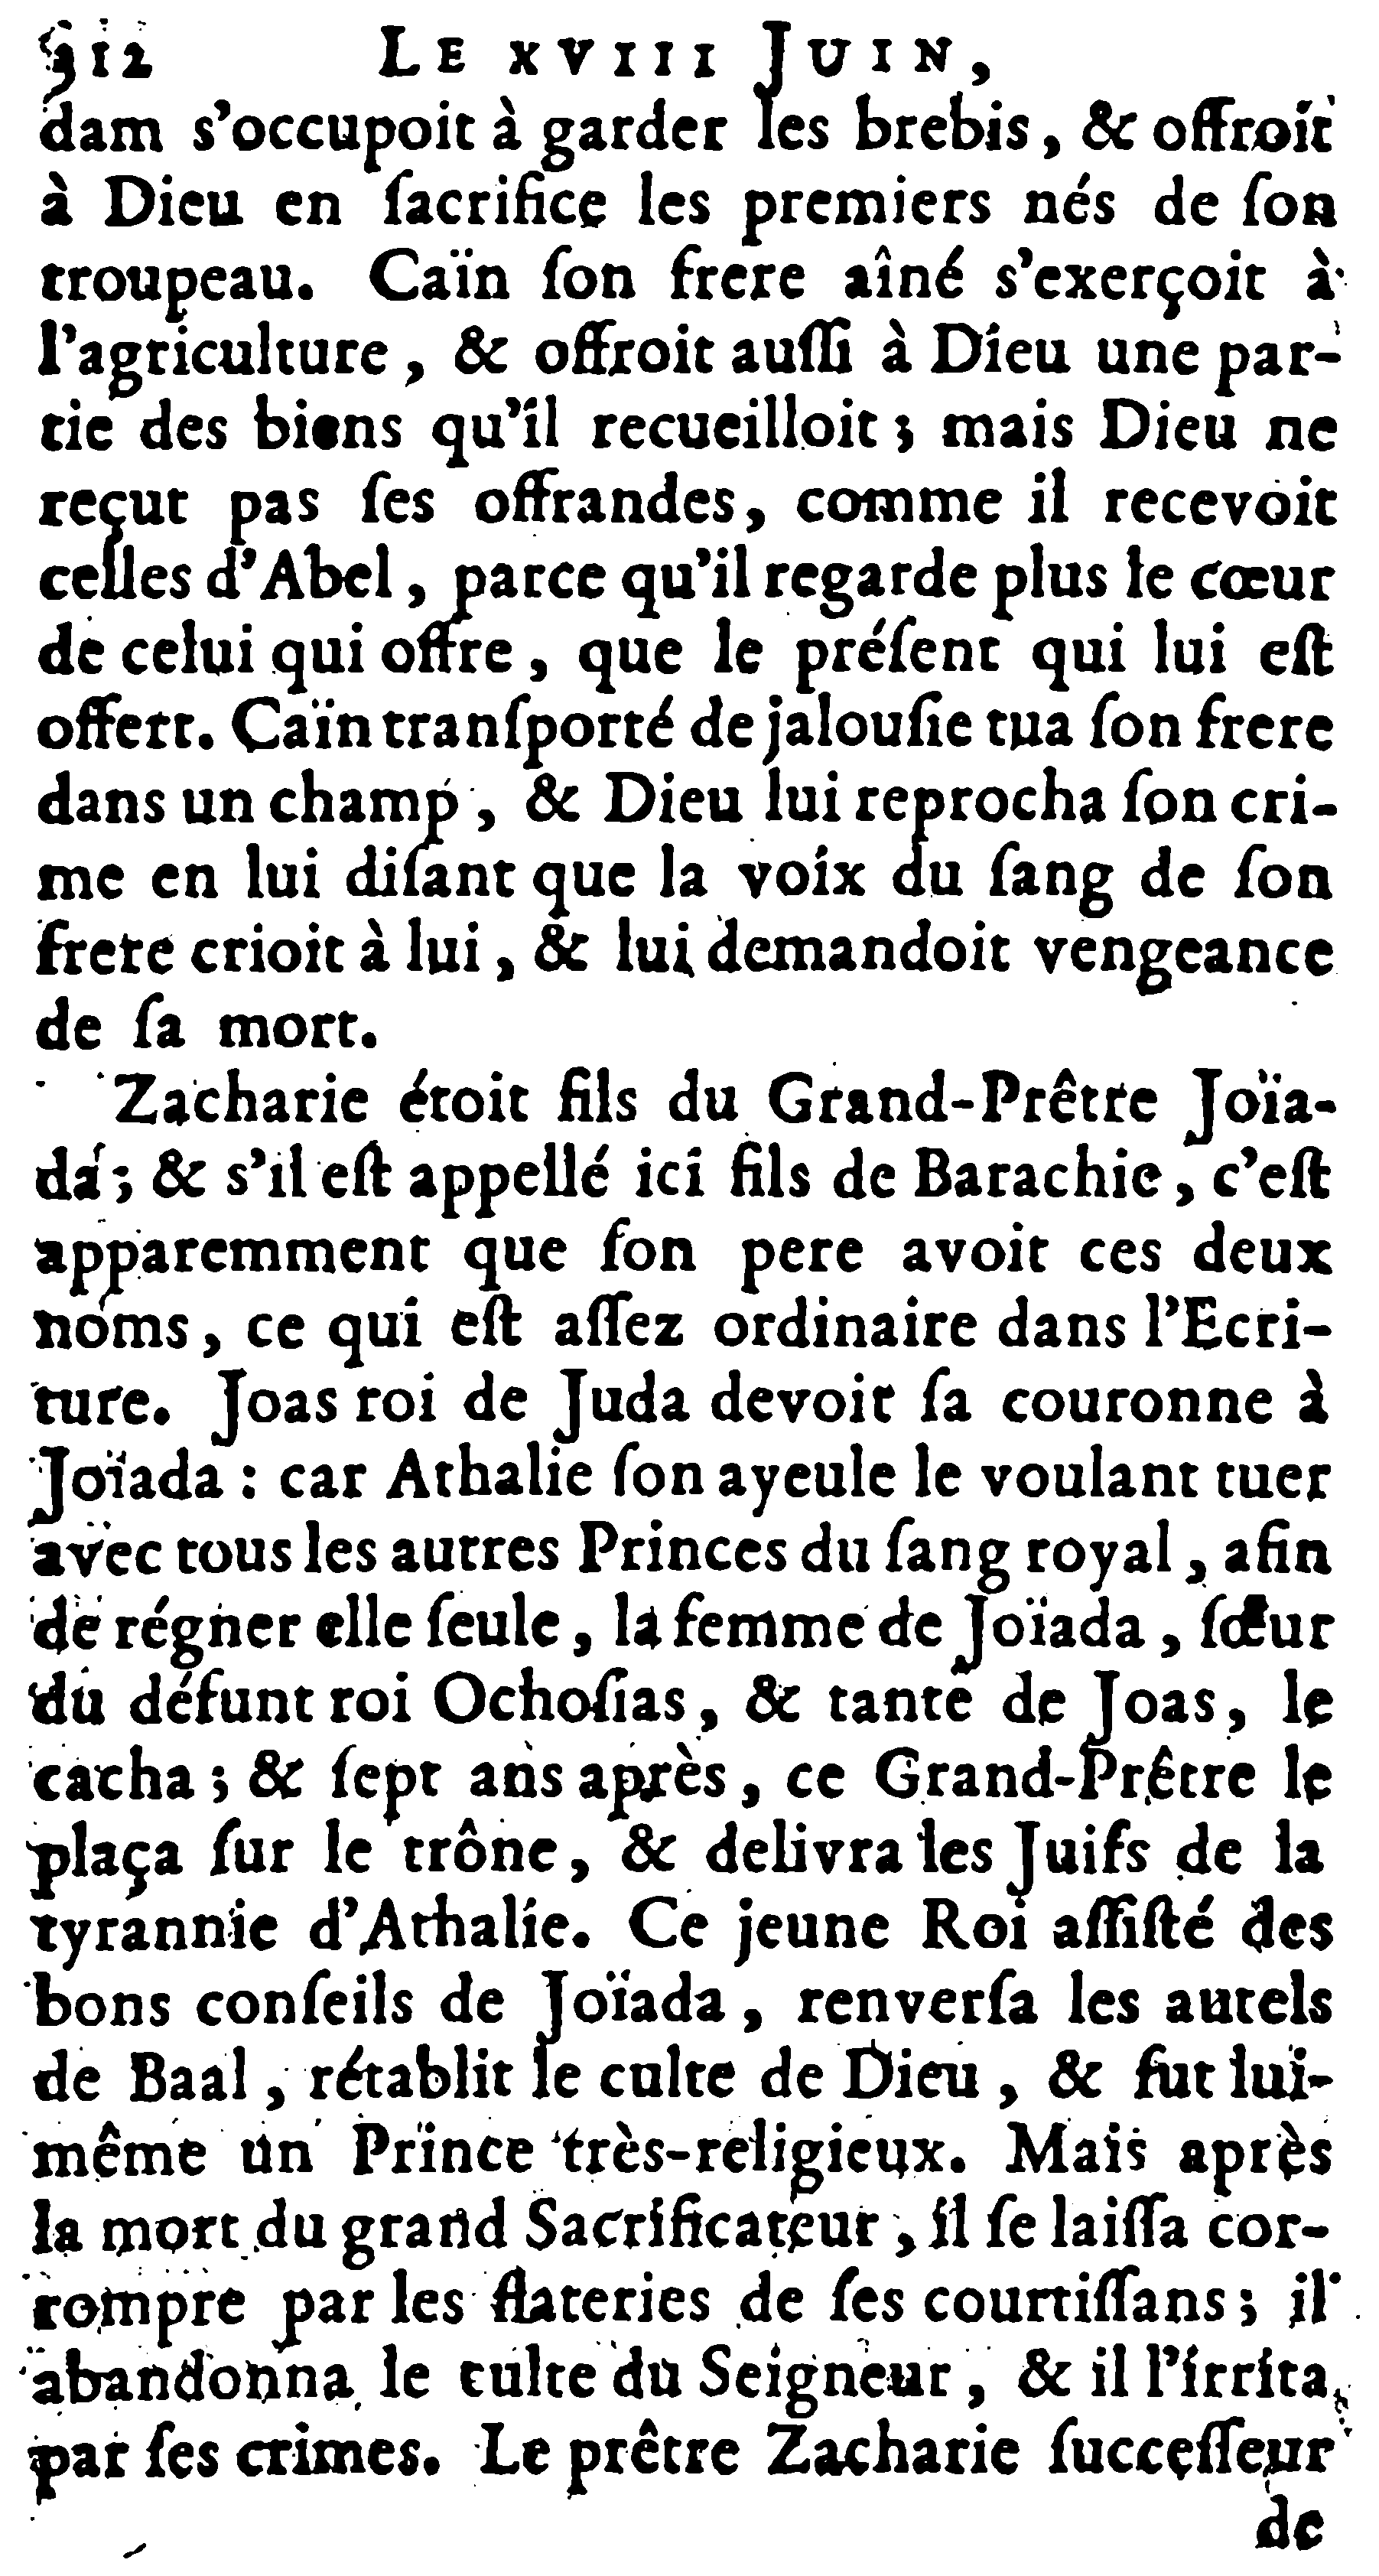 312 LE XVIII JUIN,
dam s'occupoit à garder les brebis, & offroit
à Dieu en ſacrifice les premiers nés de ſon
troupeau. Caïn ſon frere aîné s'exerçoit à
l'agriculture, & offroit auſſi à Dieu une par-
tie des biens qu'il recueilloit; mais Dieu ne
reçut pas ſes offrandes, comme il recevoit
celles d'Abel, parce qu'il regarde plus le cœur
de celui qui offre, que le préſent qui lui eſt
offert. Caïn tranſporté de jalouſie tua ſon frere
dans un champ, & Dieu lui reprocha ſon cri-
me en lui diſant que la voix du ſang de ſon
frere crioit à lui, & lui demandoit vengeance
de ſa mort.
Zacharie étoit fils du Grand-Prêtre Joïa-
da; & s'il eſt appellé ici fils de Barachie, c'eſt
apparemment que ſon pere avoit ces deux
noms, ce qui eſt aſſez ordinaire dans l'Ecri-
ture. Joas roi de Juda devoit ſa couronne à
Joïada: car Athalie ſon ayeule le voulant tuer
avec tous les autres Princes du ſang royal, afin
de régner elle ſeule, la femme de Joïada, ſœur
du défunt roi Ochoſias, & tante de Joas, le
cacha; & ſept ans après, ce Grand-Prêtre le
plaça ſur le trône, & delivra les Juifs de la
tyrannie d'Athalie. Ce jeune Roi aſſiſté des
bons conſeils de Joïada, renverſa les autels
de Baal, rétablit le culte de Dieu, & fut lui-
même un Prince très-religieux. Mais après
la mort du grand Sacrificateur, il ſe laiſſa cor-
rompre par les flateries de ſes courtiſſans; il
abandonna le culte du Seigneur, & il l'irrita
par ſes crimes. Le prêtre Zacharie ſucceſſeur
de